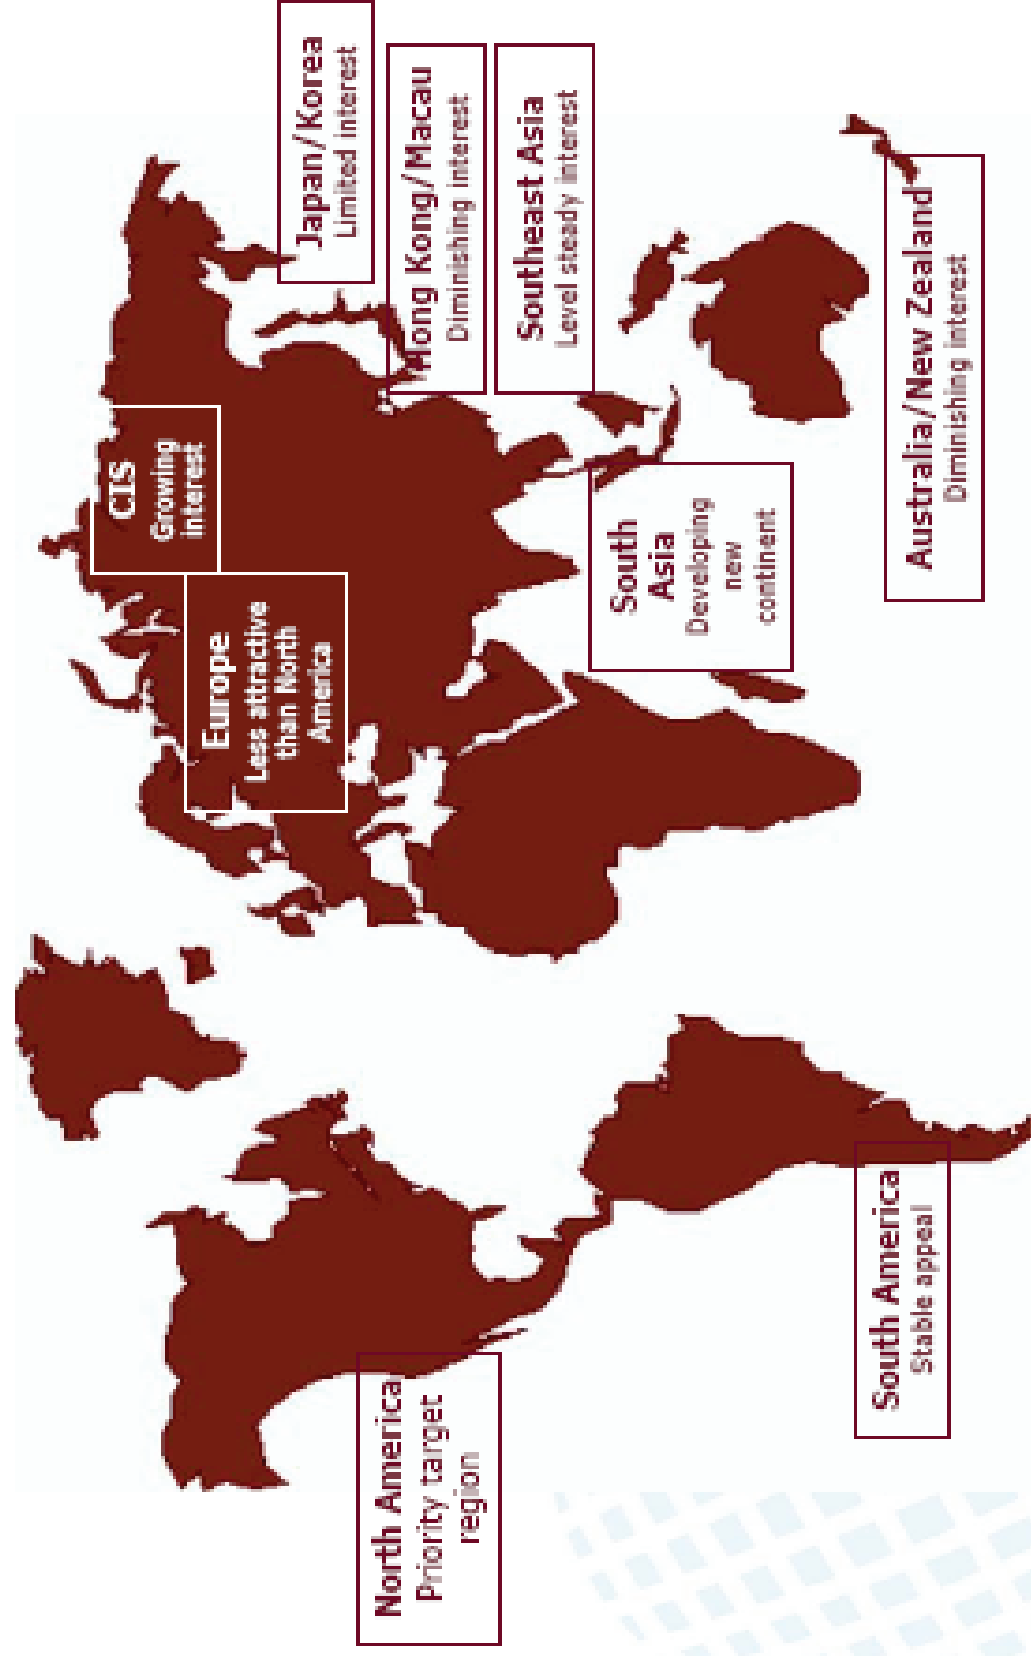 CIS
Growing
interest
Europe
Less attractive
than North
America
Japan/Korea
Limited interest
Hong Kong/Macau
Diminishing interest
Southeast Asia
Level steady interest
North America
Priority target
region
South
Asia
Developing
new
continent
South America
Stable appeal
Australia/New Zealand
Diminishing interest